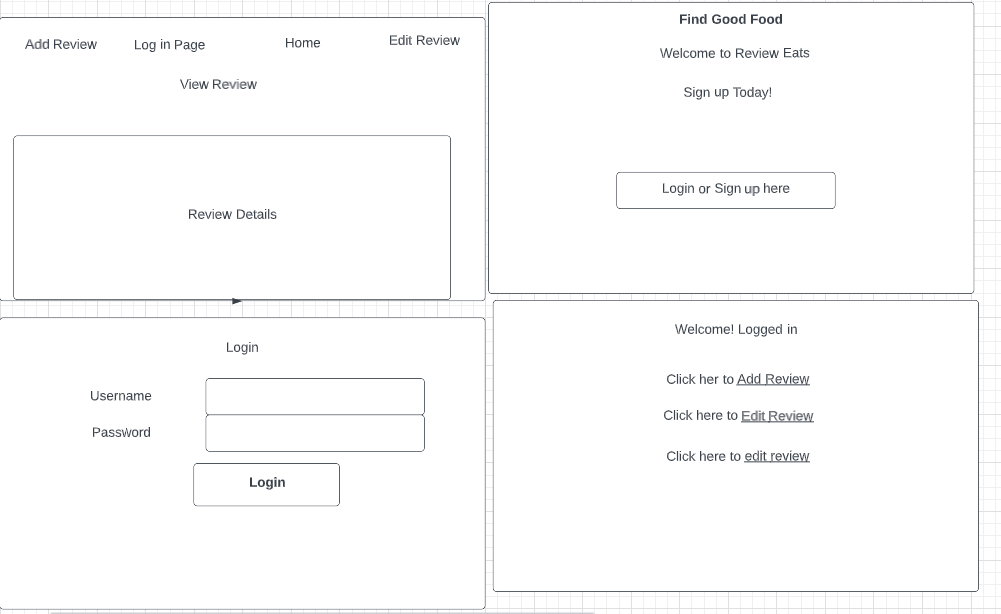 Add Review Log in Page Home Edit Review
View Review
Review Details
Find Good Food
Welcome to Review Eats
Sign up Today!
Login or Sign up here
Login
Username
Password
Login
Welcome! Logged in
Click her to Add Review
Click here to Edit Review
Click here to edit review